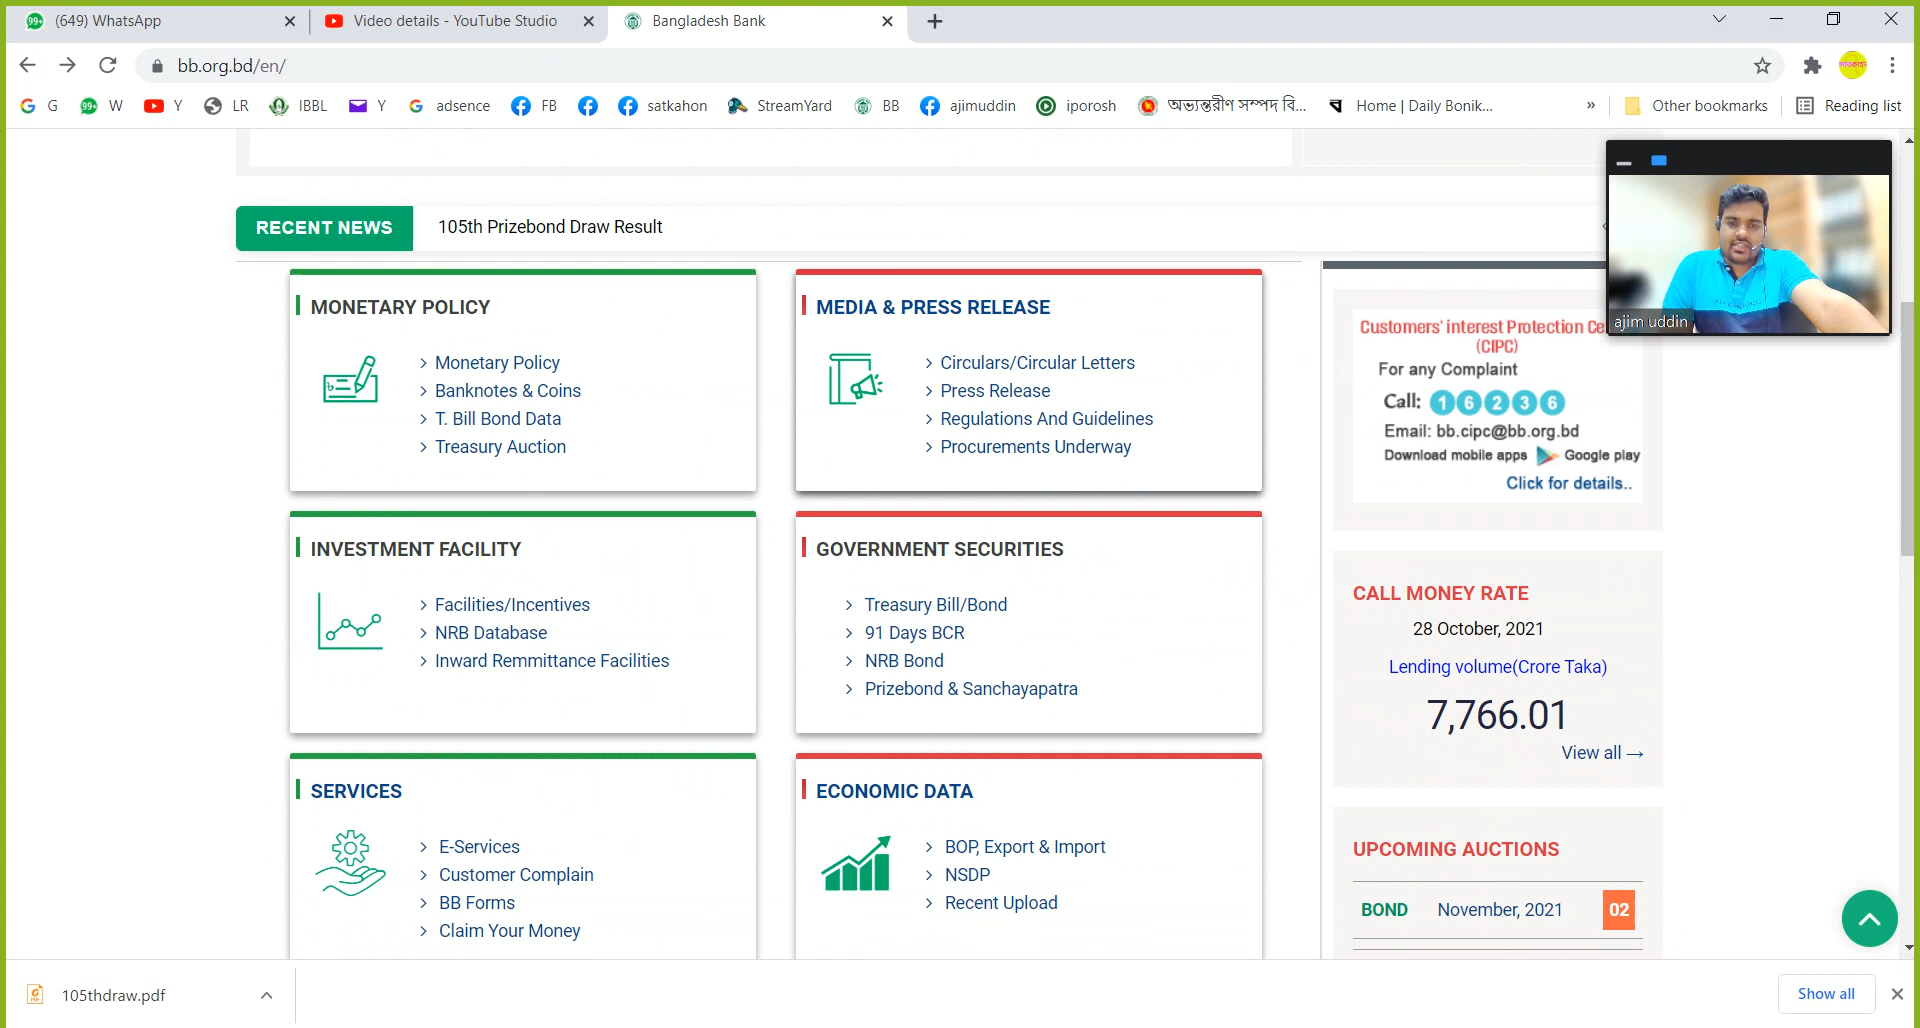 (649) WhatsApp
Video details - YouTube Studio
Bangladesh Bank
bb.org.bd/en/
G
W
Y
LR
IBBL
Y
adsence
FB
satkahon
StreamYard
BB
ajimuddin
iporosh
অভ্যন্তরীণ সম্পদ বি...
Home | Daily Bonik...
»
Other bookmarks
Reading list
RECENT NEWS
105th Prizebond Draw Result
MONETARY POLICY
Monetary Policy
Banknotes & Coins
T. Bill Bond Data
Treasury Auction
MEDIA & PRESS RELEASE
Circulars/Circular Letters
Press Release
Regulations And Guidelines
Procurements Underway
INVESTMENT FACILITY
Facilities/Incentives
NRB Database
Inward Remmittance Facilities
GOVERNMENT SECURITIES
Treasury Bill/Bond
91 Days BCR
NRB Bond
Prizebond & Sanchayapatra
SERVICES
E-Services
Customer Complain
BB Forms
Claim Your Money
ECONOMIC DATA
BOP, Export & Import
NSDP
Recent Upload
ajim uddin
Customers' interest Protection Ce
(CIPC)
For any Complaint
Call: 16236
Email: bb.cipc@bb.org.bd
Download mobile apps Google play
Click for details..
CALL MONEY RATE
28 October, 2021
Lending volume(Crore Taka)
7,766.01
View all →
UPCOMING AUCTIONS
BOND November, 2021 02
105thdraw.pdf
Show all